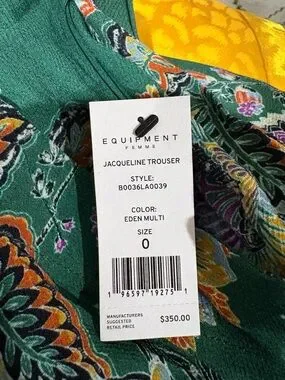 EQUIPMENT
FEMME
JACQUELINE TROUSER
STYLE:
B0036LA0039
COLOR:
EDEN MULTI
SIZE
0
1 96597 19275 1
MANUFACTURERS
SUGGESTED
RETAIL PRICE
$350.00